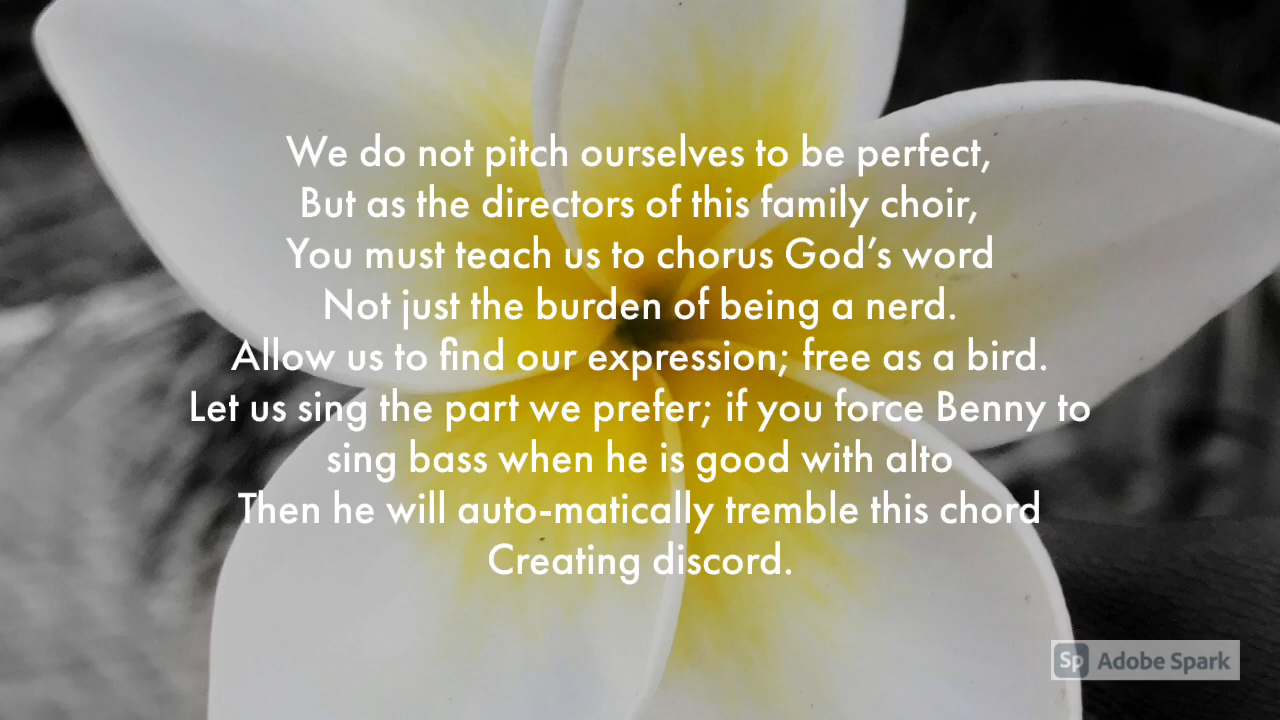 We do not pitch ourselves to be perfect,
But as the directors of this family choir,
You must teach us to chorus God’s word
Not just the burden of being a nerd.
Allow us to find our expression; free as a bird.
Let us sing the part we prefer; if you force Benny to
sing bass when he is good with alto
Then he will auto-matically tremble this chord
Creating discord.
Sp Adobe Spark